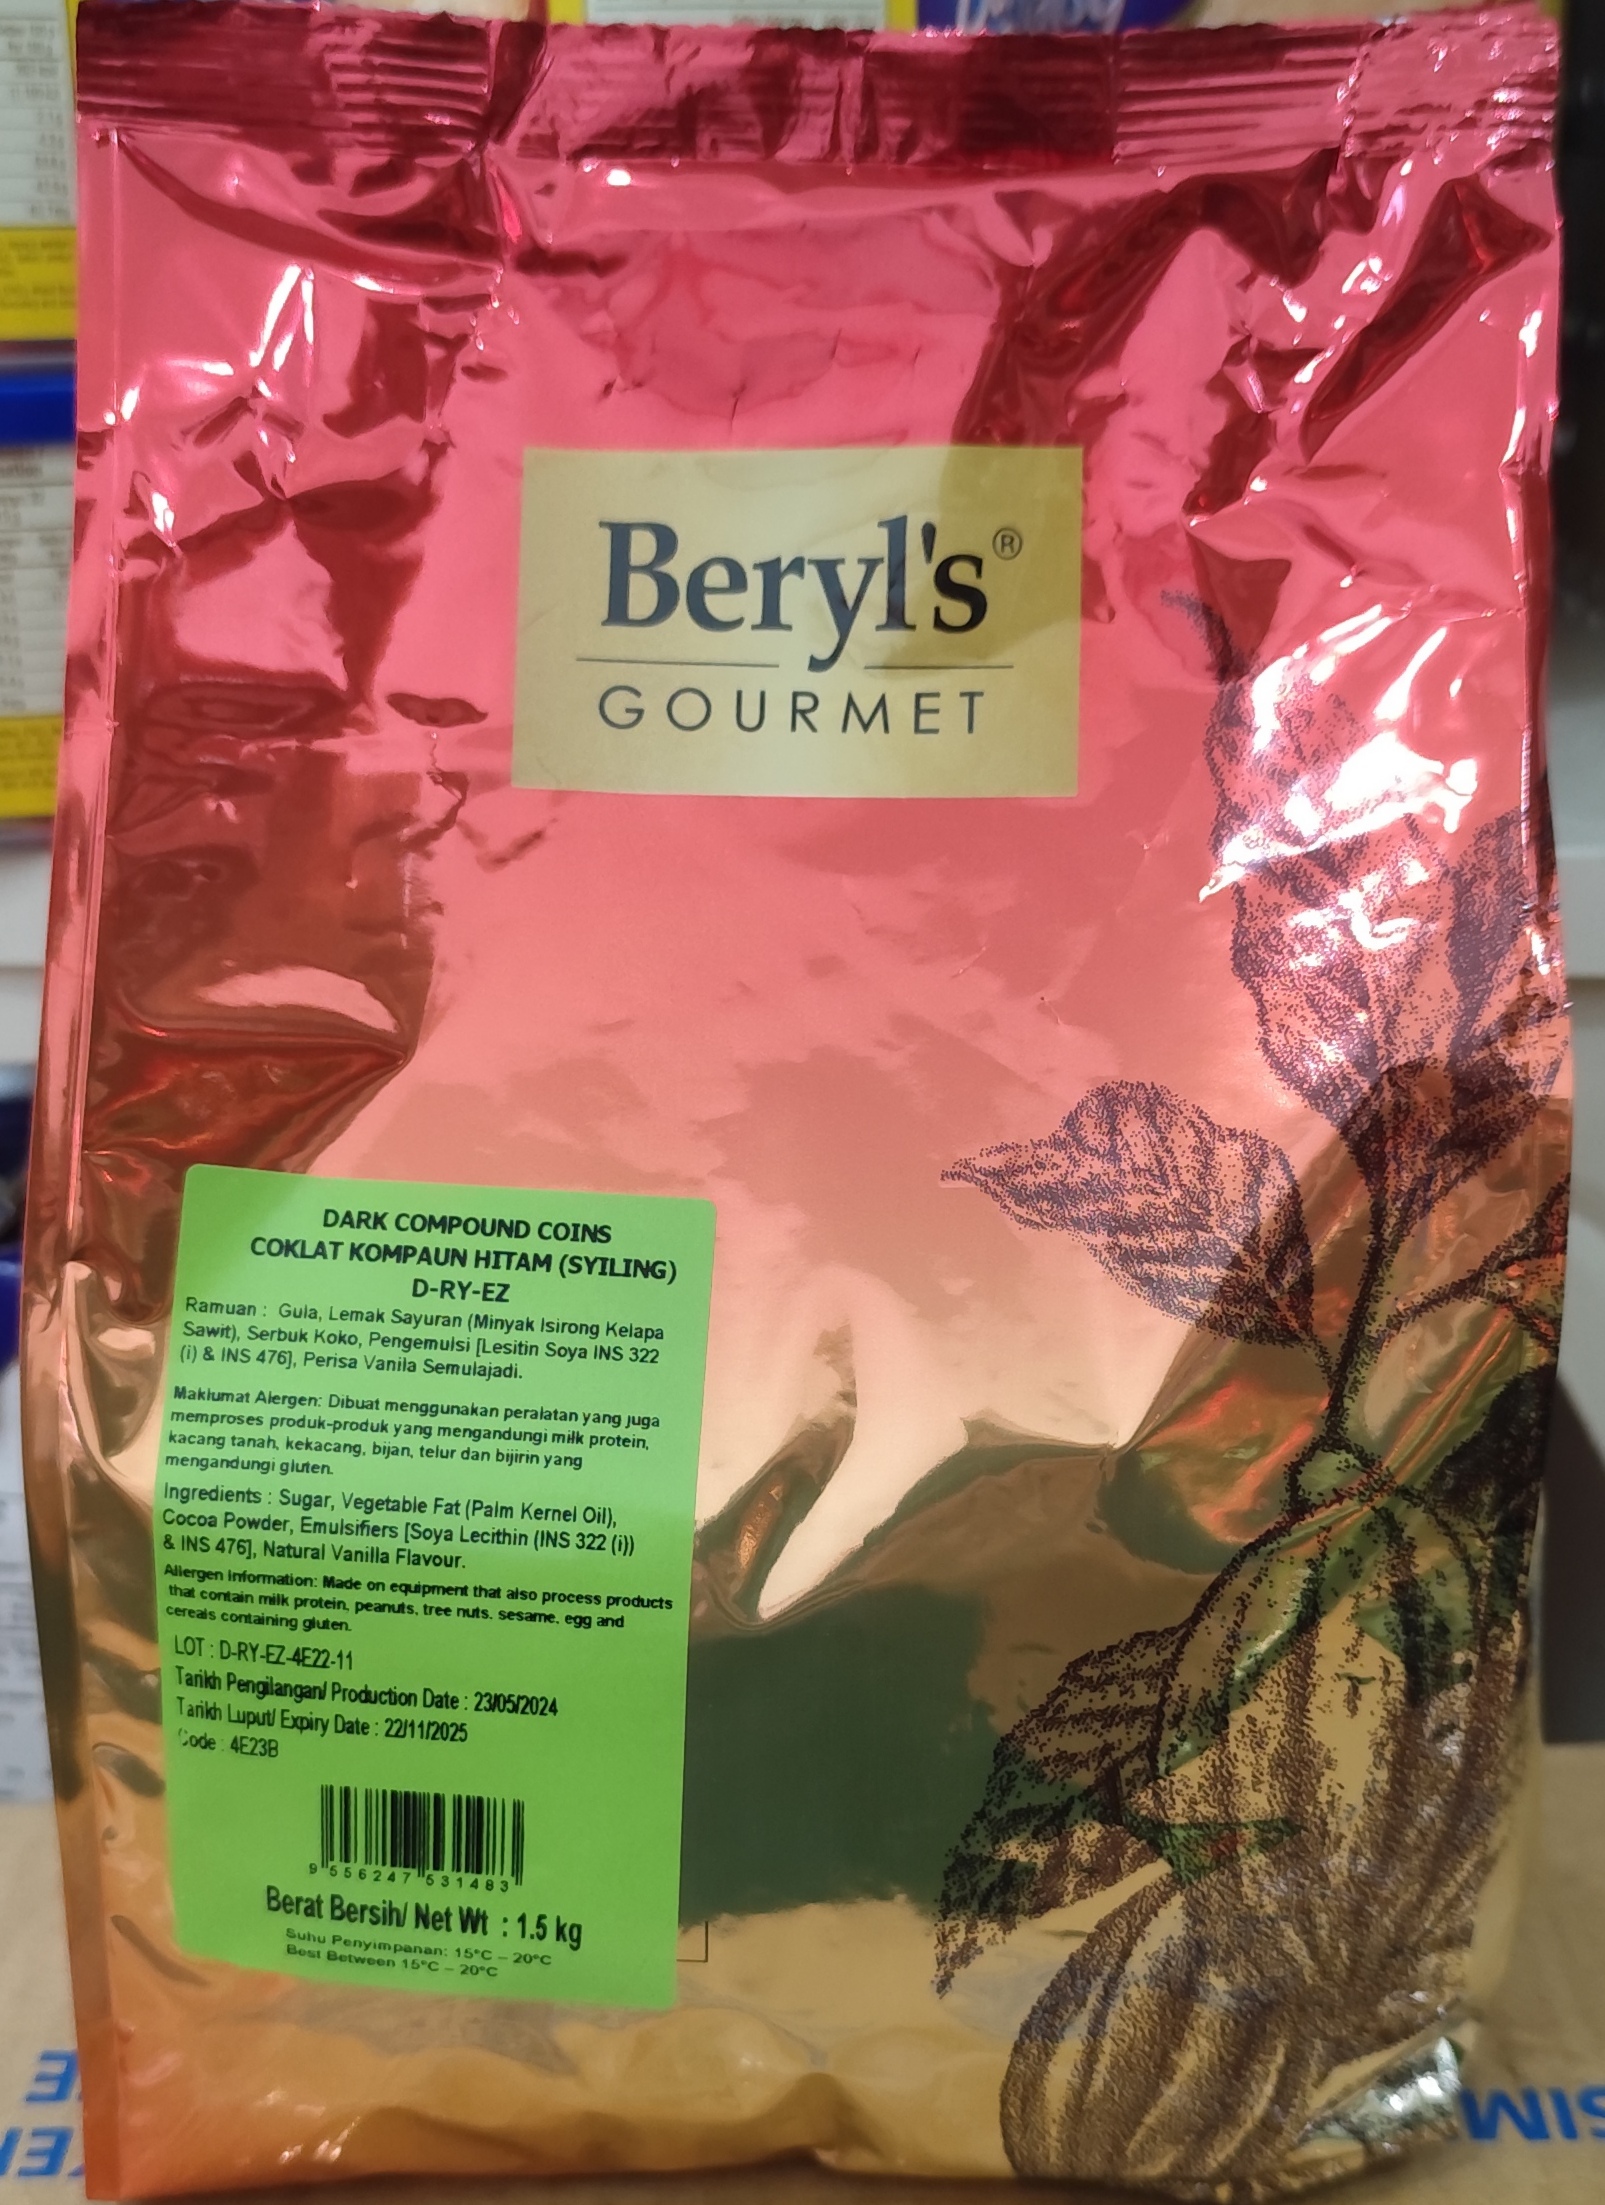 Beryl's®
GOURMET
DARK COMPOUND COINS
COKLAT KOMPAUN HITAM (SYILING)
D-RY-EZ
Ramuan : Gula, Lemak Sayuran (Minyak Isirong Kelapa
Sawit), Serbuk Koko, Pengemulsi [Lesitin Soya INS 322
(i) & INS 476], Perisa Vanila Semulajadi.
Maklumat Alergen: Dibuat menggunakan peralatan yang juga
memproses produk-produk yang mengandungi milk protein,
kacang tanah, kekacang, bijan, telur dan bijirin yang
mengandungi gluten.
Ingredients : Sugar, Vegetable Fat (Palm Kernel Oil),
Cocoa Powder, Emulsifiers [Soya Lecithin (INS 322 (i))
& INS 476], Natural Vanilla Flavour.
Allergen Information: Made on equipment that also process products
that contain milk protein, peanuts, tree nuts, sesame, egg and
cereals containing gluten.
LOT : D-RY-EZ-4E22-11
Tarikh Pengilangan/ Production Date : 23/05/2024
Tarikh Luput/ Expiry Date : 22/11/2025
Code : 4E23B
9 556247 531483
Berat Bersih/ Net Wt : 1.5 kg
Suhu Penyimpanan: 15°C – 20°C
Best Between 15°C – 20°C